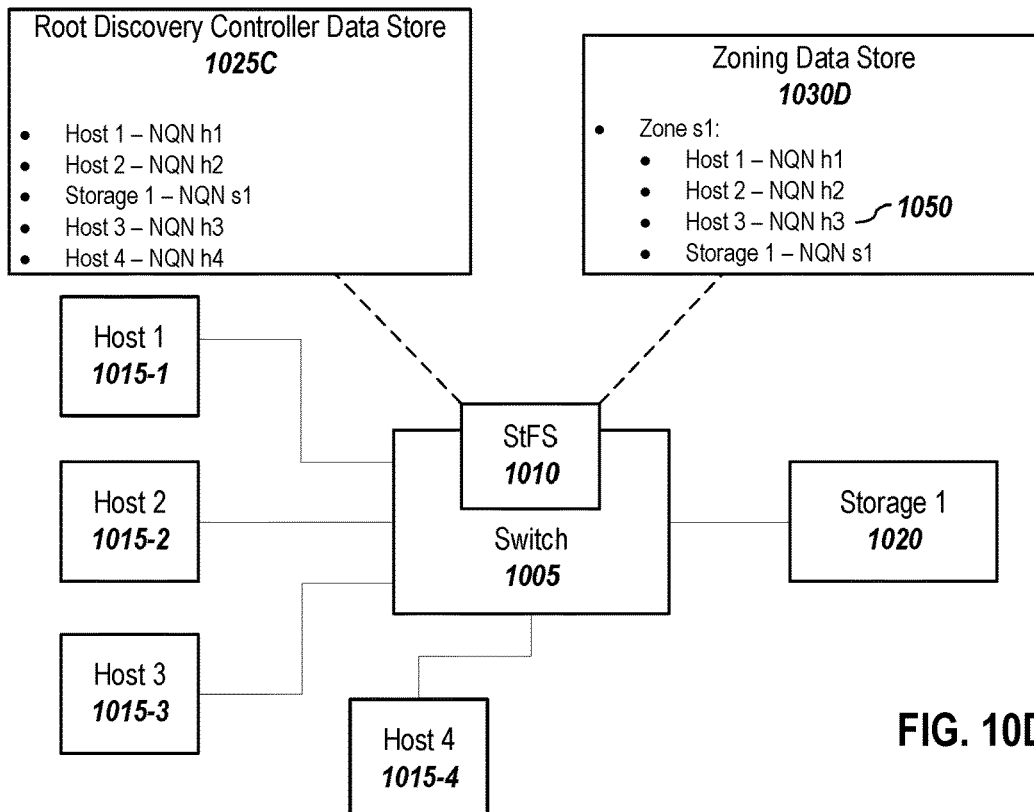 Root Discovery Controller Data Store
1025C
• Host 1 – NQN h1
• Host 2 – NQN h2
• Storage 1 – NQN s1
• Host 3 – NQN h3
• Host 4 – NQN h4
Zoning Data Store
1030D
• Zone s1:
• Host 1 – NQN h1
• Host 2 – NQN h2
• Host 3 – NQN h3
1050
• Storage 1 – NQN s1
Host 1
1015-1
StFS
1010
Host 2
1015-2
Switch
1005
Storage 1
1020
Host 3
1015-3
Host 4
1015-4
FIG. 10D